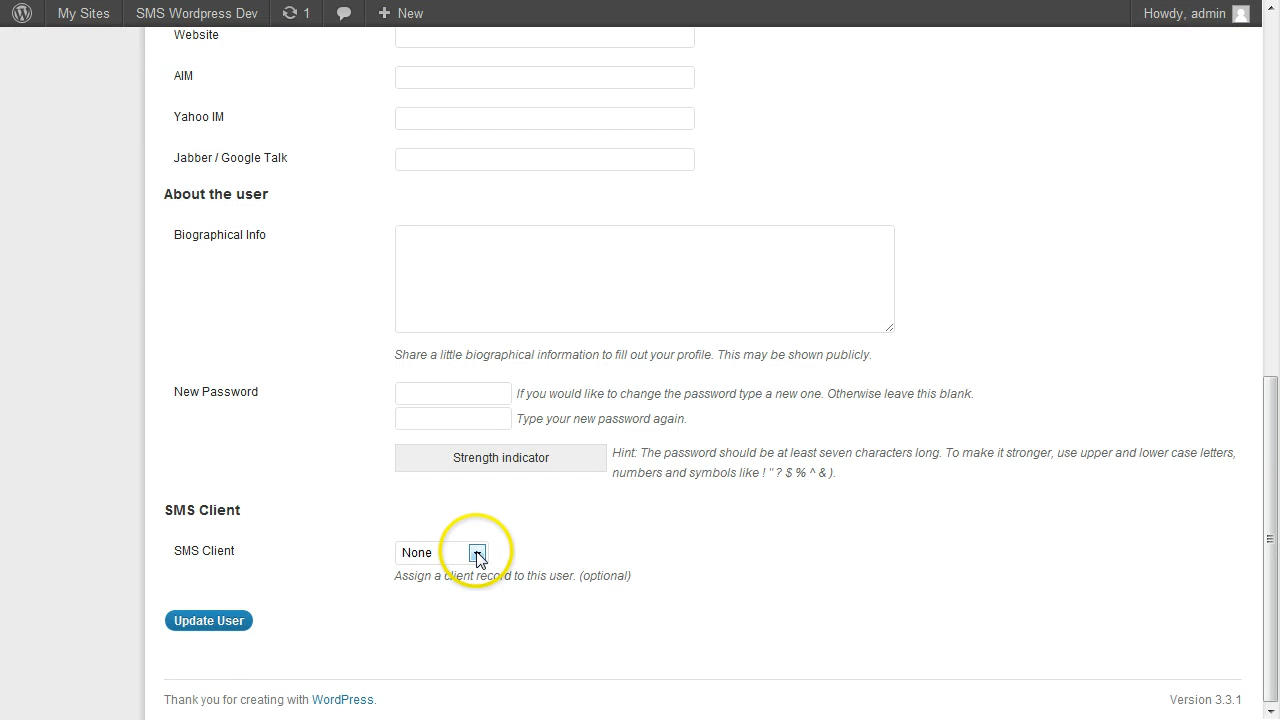 My Sites SMS Wordpress Dev 1 New Howdy, admin
Website
AIM
Yahoo IM
Jabber / Google Talk
About the user
Biographical Info
Share a little biographical information to fill out your profile. This may be shown publicly.
New Password If you would like to change the password type a new one. Otherwise leave this blank.
Type your new password again.
Strength indicator Hint: The password should be at least seven characters long. To make it stronger, use upper and lower case letters,
numbers and symbols like ! " ? $ % ^ & ).
SMS Client
SMS Client None
Assign a client record to this user. (optional)
Update User
Thank you for creating with WordPress. Version 3.3.1